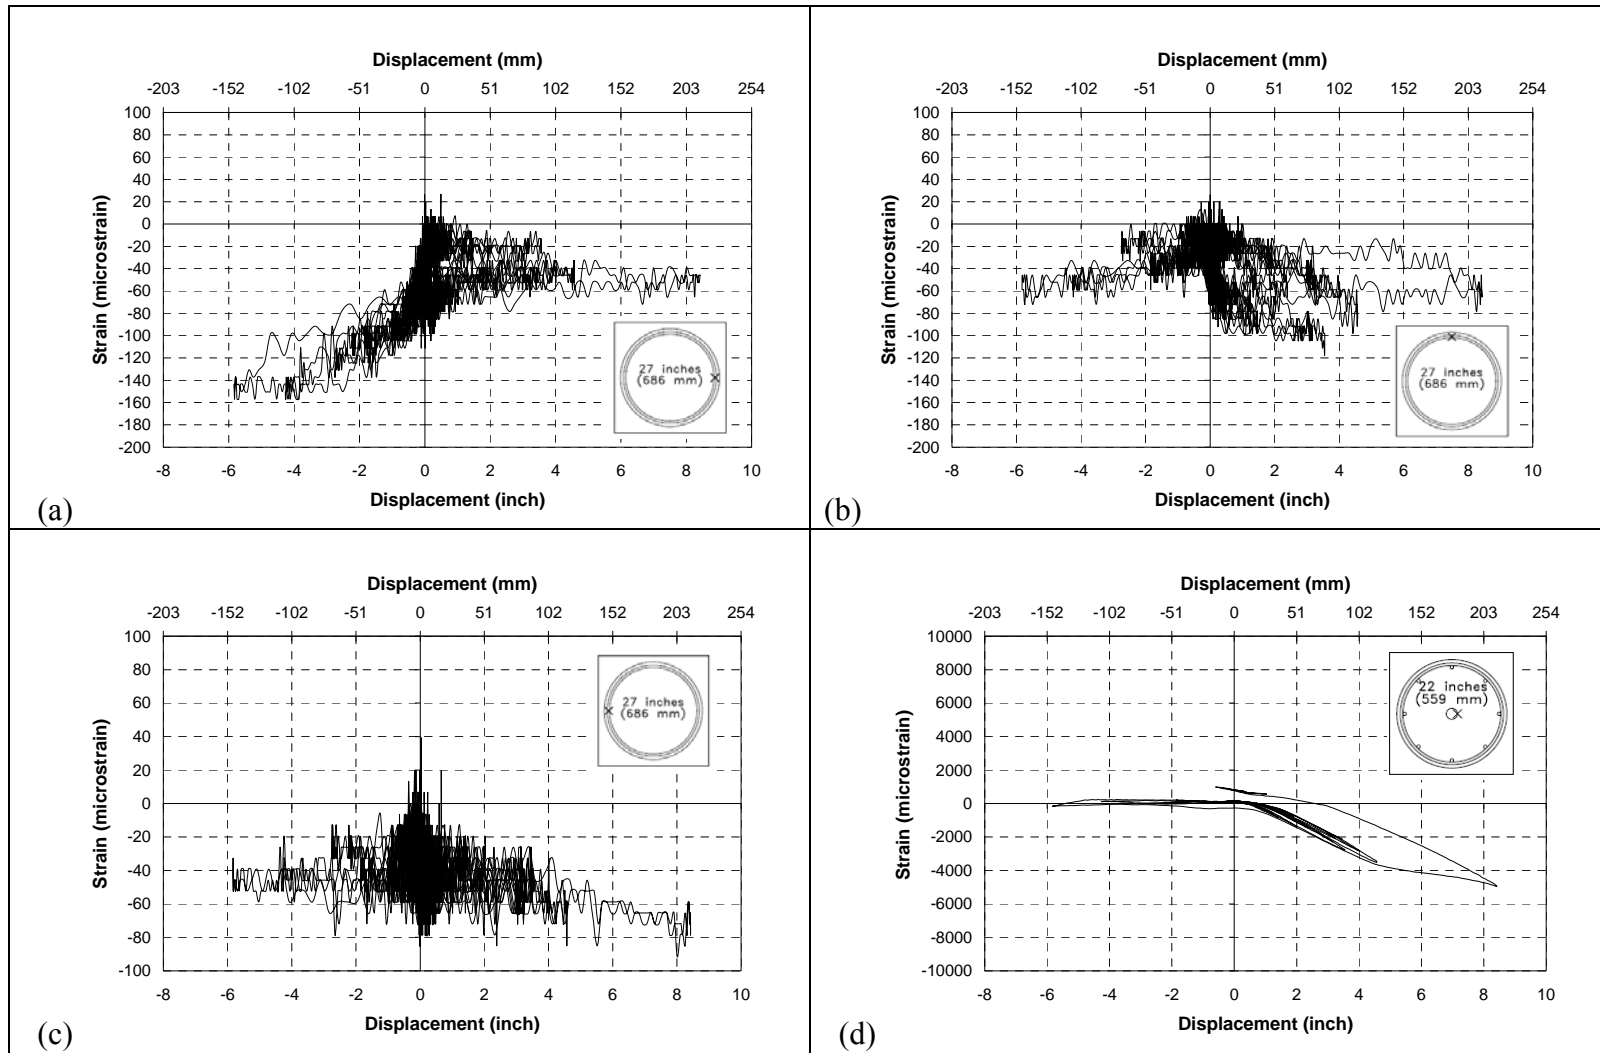 Displacement (mm)
-203 -152 -102 -51 0 51 102 152 203 254
100
80
60
40
20
0
-20
-40
-60
-80
-100
-120
-140
-160
-180
-200
Strain (microstrain)
27 inches
(686 mm)
-8 -6 -4 -2 0 2 4 6 8 10
Displacement (inch)
(a)
Displacement (mm)
-203 -152 -102 -51 0 51 102 152 203 254
100
80
60
40
20
0
-20
-40
-60
-80
-100
-120
-140
-160
-180
-200
Strain (microstrain)
27 inches
(686 mm)
-8 -6 -4 -2 0 2 4 6 8 10
Displacement (inch)
(b)
Displacement (mm)
-203 -152 -102 -51 0 51 102 152 203 254
100
80
60
40
20
0
-20
-40
-60
-80
-100
Strain (microstrain)
27 inches
(686 mm)
-8 -6 -4 -2 0 2 4 6 8 10
Displacement (inch)
(c)
Displacement (mm)
-203 -152 -102 -51 0 51 102 152 203 254
10000
8000
6000
4000
2000
0
-2000
-4000
-6000
-8000
-10000
Strain (microstrain)
22 inches
(559 mm)
-8 -6 -4 -2 0 2 4 6 8 10
Displacement (inch)
(d)